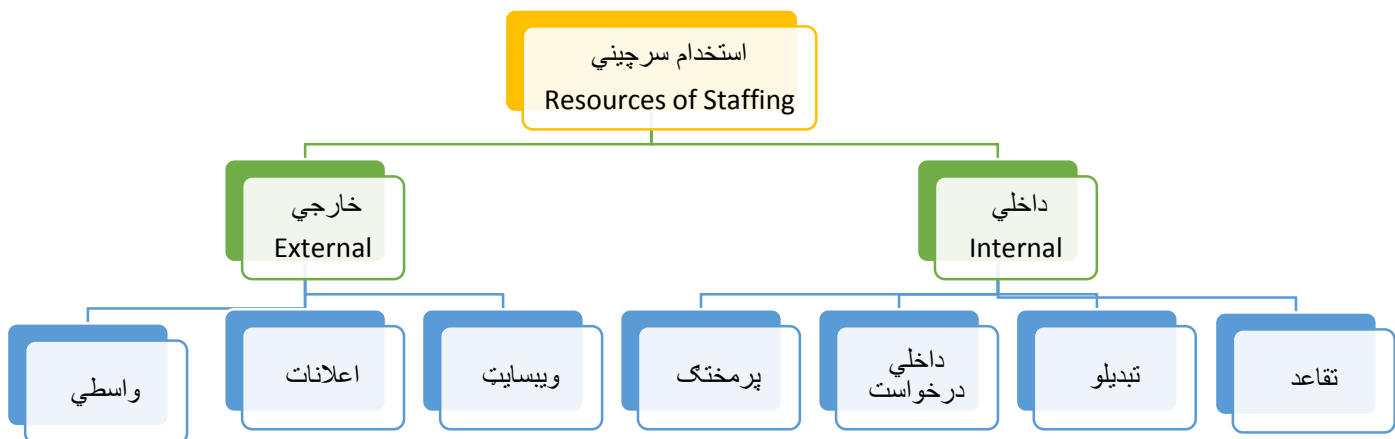 استخدام سرچيني
Resources of Staffing
داخلي
Internal
خارجي
External
تقاعد
تبديلو
داخلي
درخواست
پرمختګ
ويبسايټ
اعلانات
واسطي